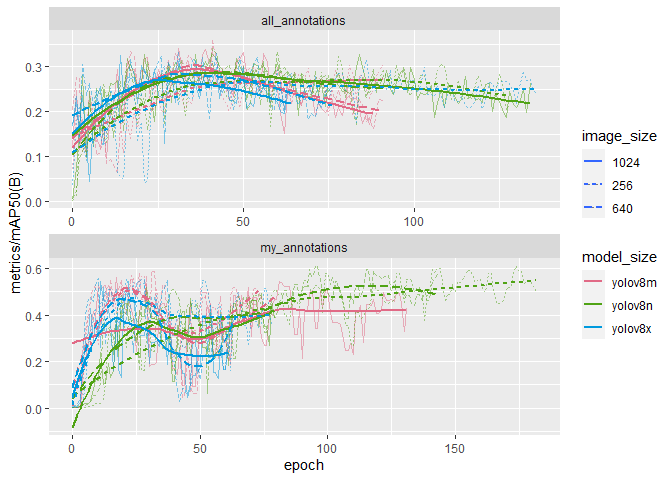 all_annotations
0.3
0.2
0.1
0.0
0
50
100
my_annotations
0.6
0.4
0.2
0.0
0
50
100
150
epoch
metrics/mAP50(B)
image_size
1024
256
640
model_size
yolov8m
yolov8n
yolov8x